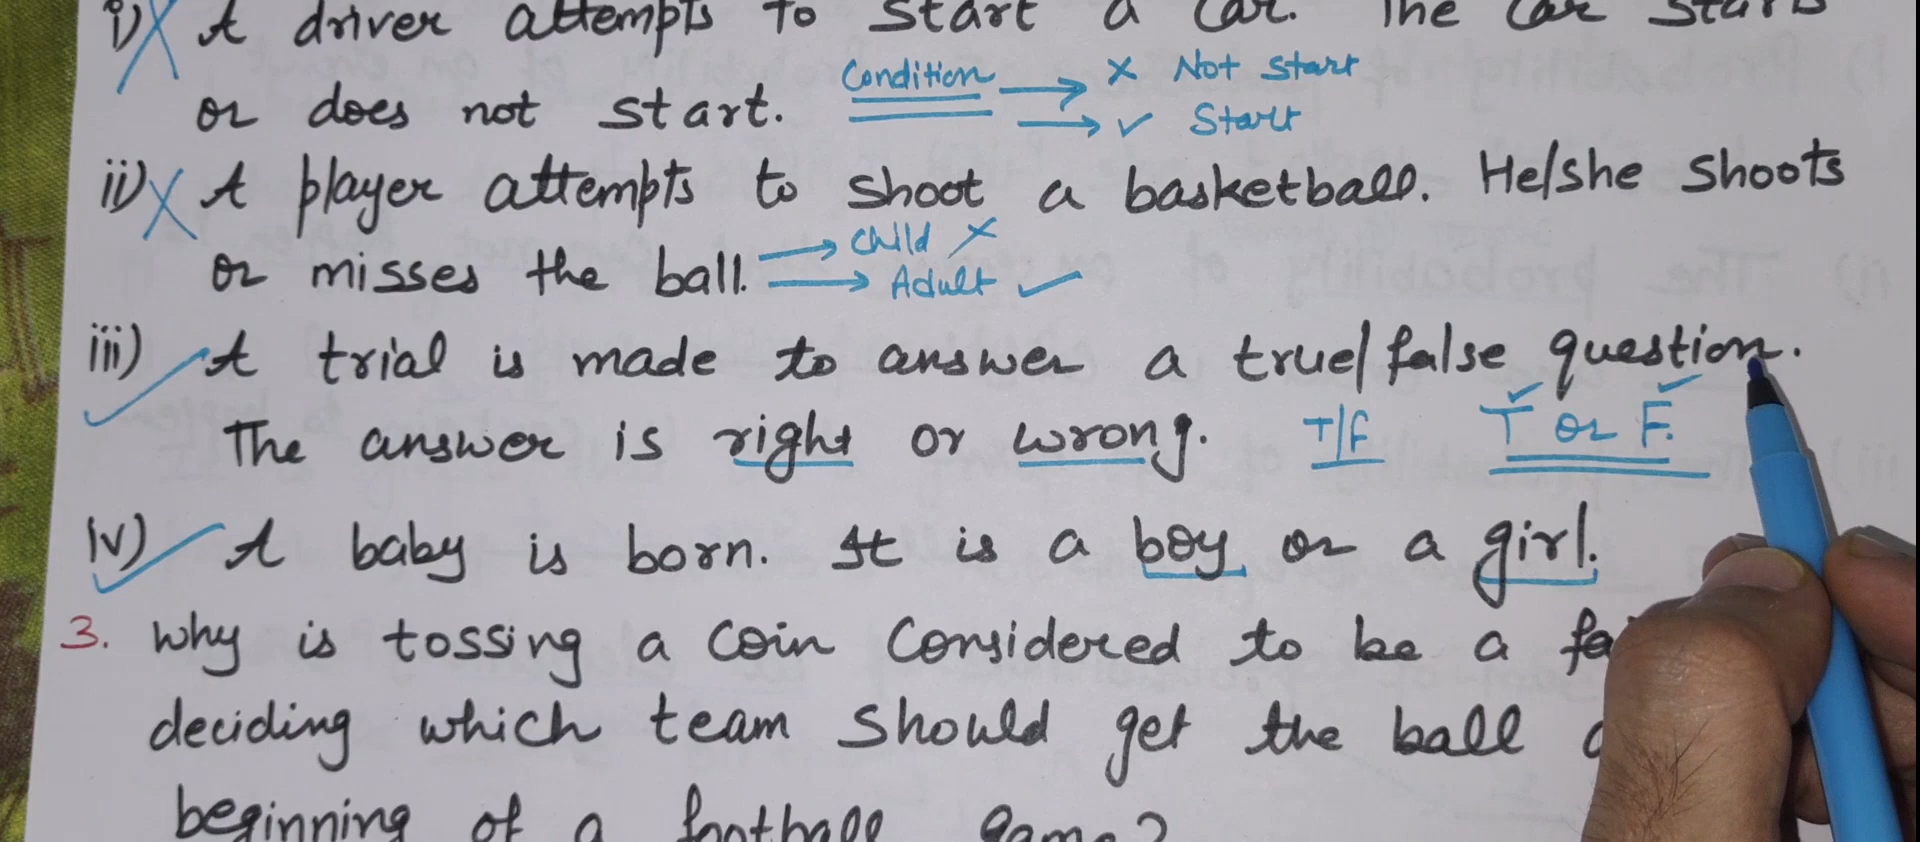 i) A driver attempts to start a car. The car starts
or does not start. Condition → × Not start
→ ✓ Start
ii) A player attempts to shoot a basketball. He/she shoots
or misses the ball. → child ×
→ Adult ✓
iii) A trial is made to answer a true/false question.
The answer is right or wrong. T/F T or F.
iv) A baby is born. It is a boy or a girl.
3. Why is tossing a coin considered to be a
deciding which team should get the ball
beginning of a football game?